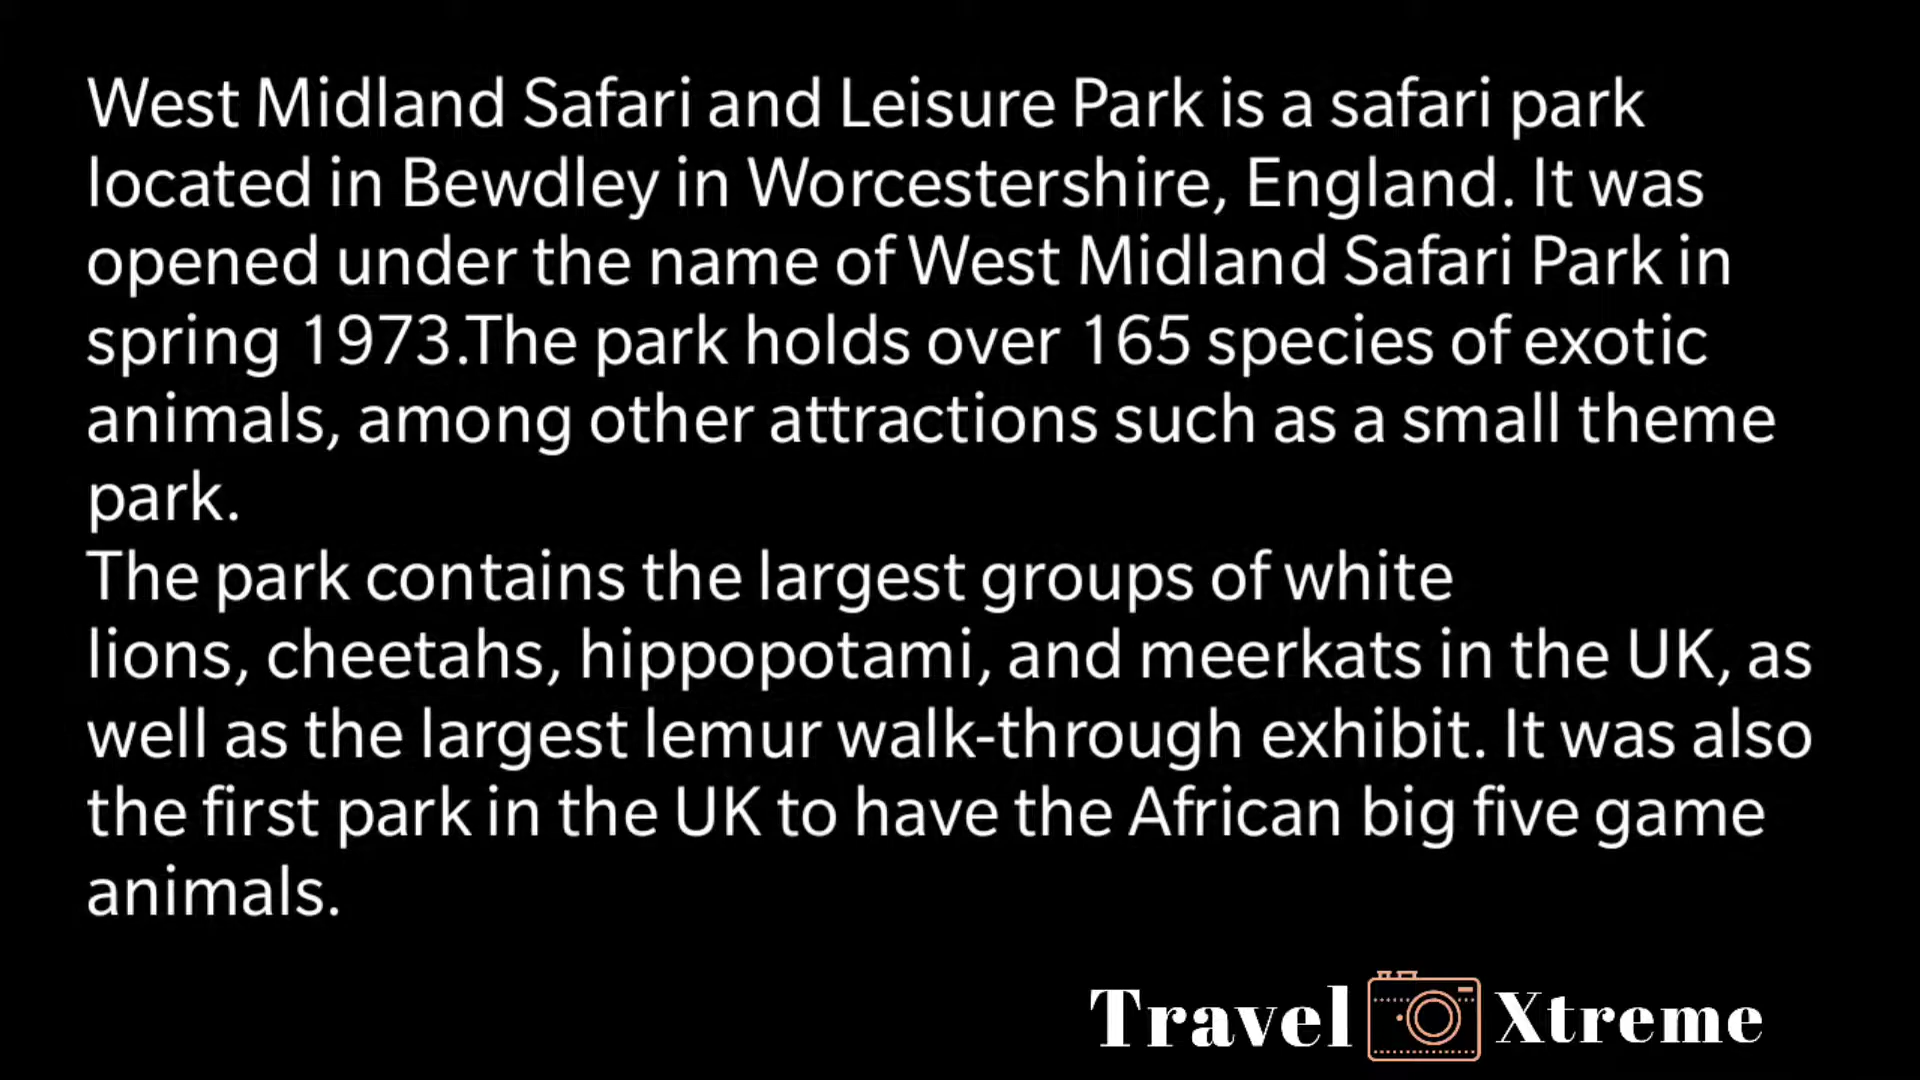 West Midland Safari and Leisure Park is a safari park
located in Bewdley in Worcestershire, England. It was
opened under the name of West Midland Safari Park in
spring 1973.The park holds over 165 species of exotic
animals, among other attractions such as a small theme
park.
The park contains the largest groups of white
lions, cheetahs, hippopotami, and meerkats in the UK, as
well as the largest lemur walk-through exhibit. It was also
the first park in the UK to have the African big five game
animals.
Travel Xtreme